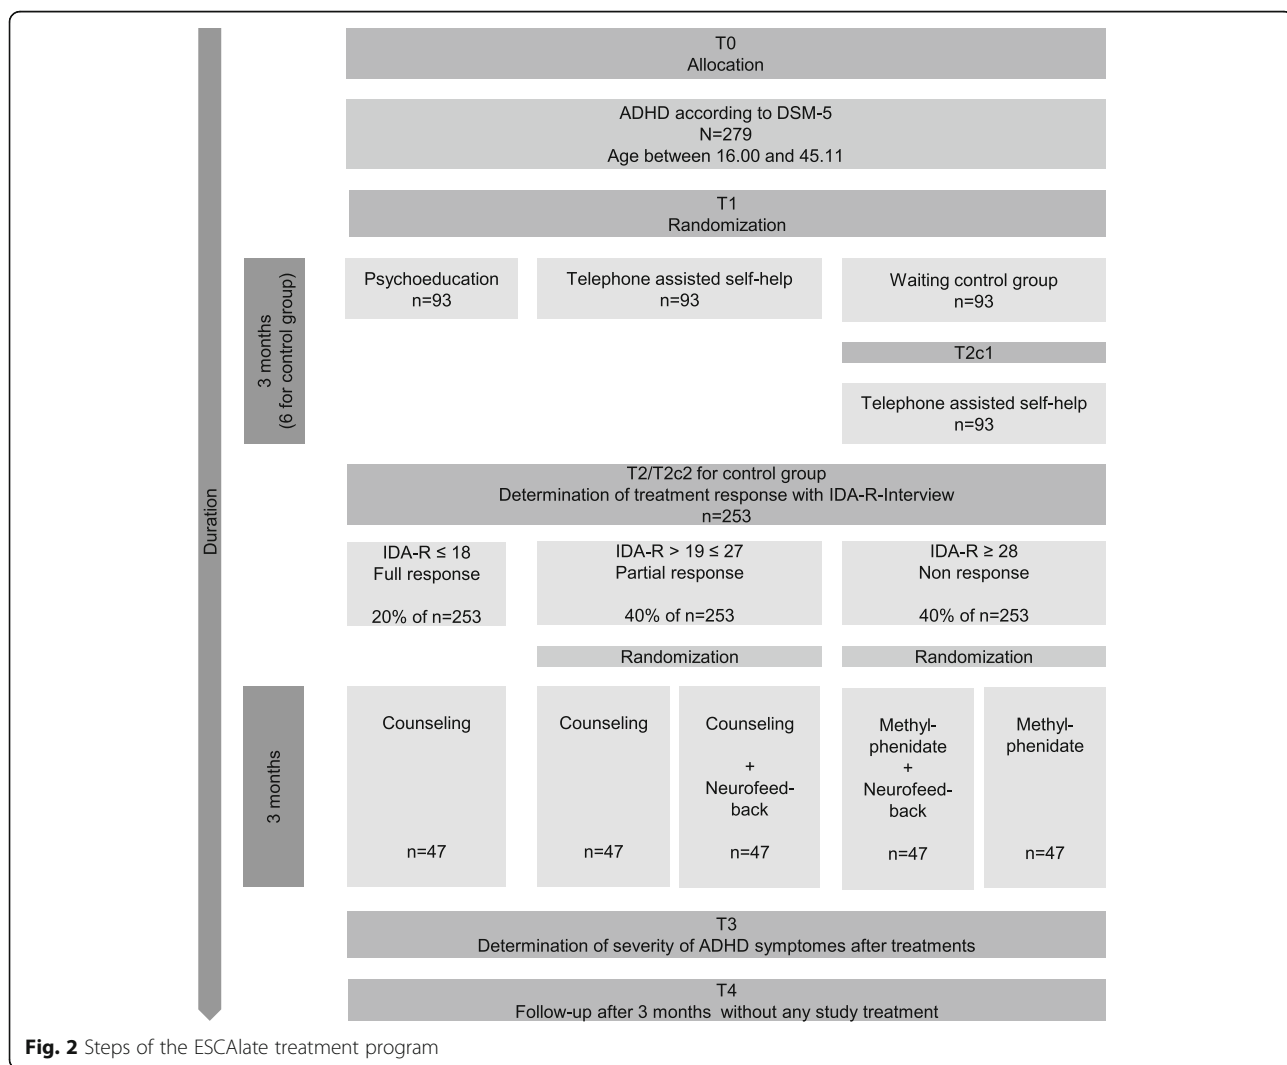 T0
Allocation
ADHD according to DSM-5
N=279
Age between 16.00 and 45.11
T1
Randomization
3 months
(6 for control group)
Psychoeducation
n=93
Telephone assisted self-help
n=93
Waiting control group
n=93
T2c1
Telephone assisted self-help
n=93
Duration
T2/T2c2 for control group
Determination of treatment response with IDA-R-Interview
n=253
IDA-R ≤ 18
Full response
20% of n=253
IDA-R > 19 ≤ 27
Partial response
40% of n=253
IDA-R ≥ 28
Non response
40% of n=253
Randomization
Randomization
3 months
Counseling
n=47
Counseling
n=47
Counseling
+
Neurofeed-
back
n=47
Methyl-
phenidate
+
Neurofeed-
back
n=47
Methyl-
phenidate
n=47
T3
Determination of severity of ADHD symptomes after treatments
T4
Follow-up after 3 months without any study treatment
Fig. 2 Steps of the ESCAlate treatment program